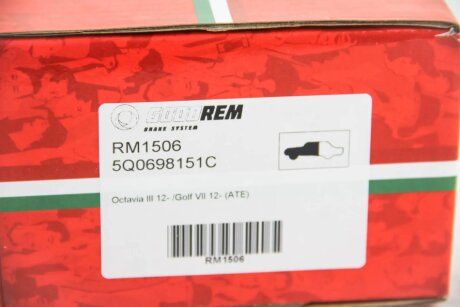 GOODREM
BRAKE SYSTEM
RM1506
5Q0698151C
Octavia III 12- /Golf VII 12- (ATE)
RM1506